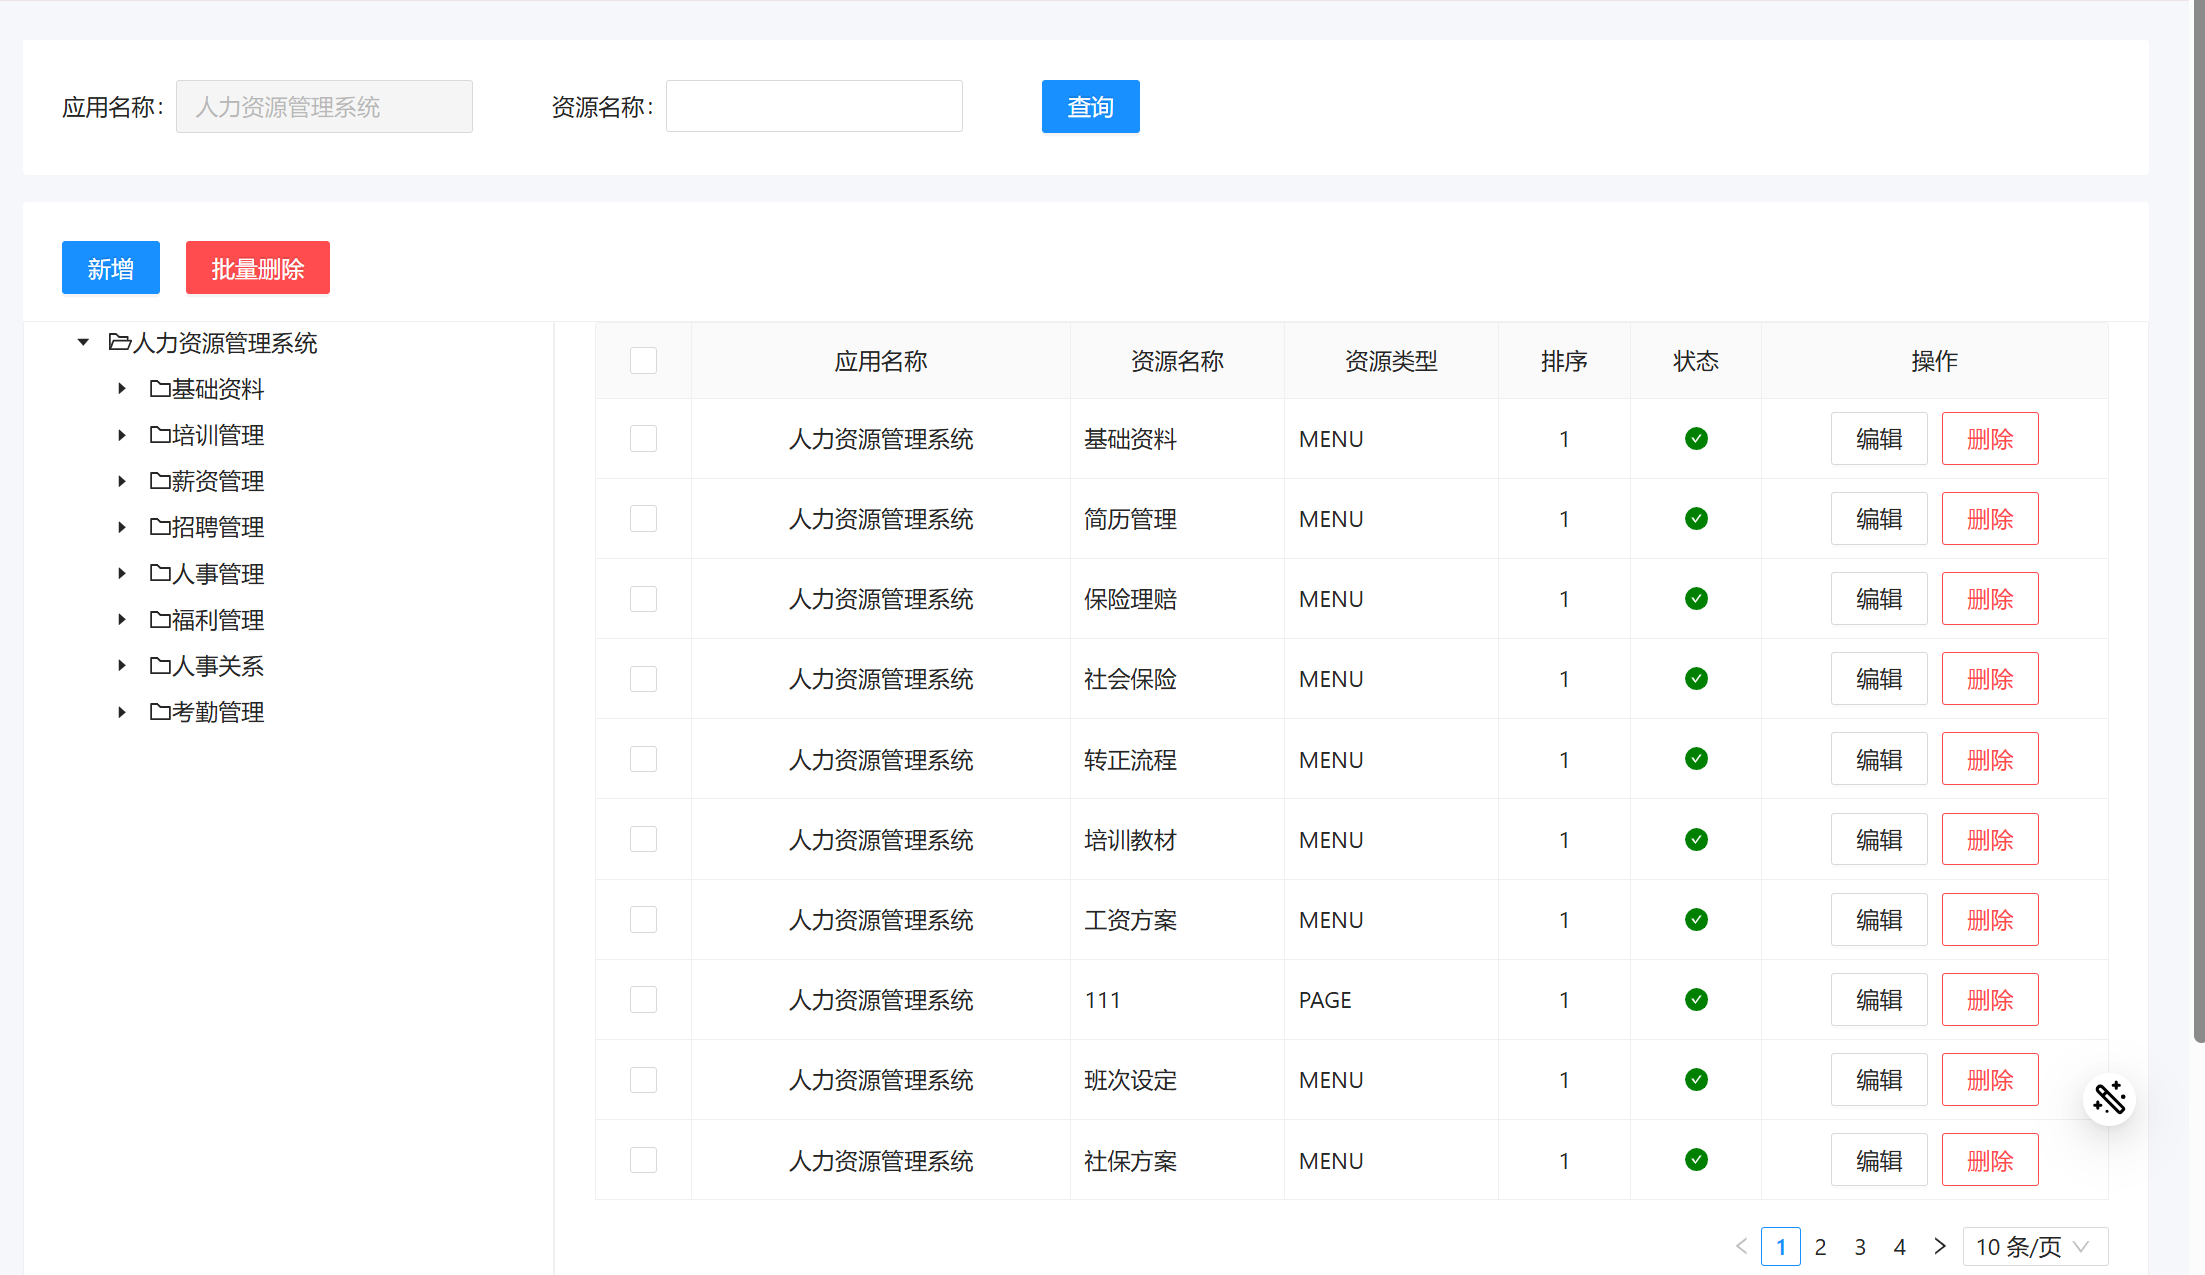 应用名称: 人力资源管理系统 资源名称: 查询
新增 批量删除
人力资源管理系统
基础资料
培训管理
薪资管理
招聘管理
人事管理
福利管理
人事关系
考勤管理
应用名称 资源名称 资源类型 排序 状态 操作
人力资源管理系统 基础资料 MENU 1 编辑 删除
人力资源管理系统 简历管理 MENU 1 编辑 删除
人力资源管理系统 保险理赔 MENU 1 编辑 删除
人力资源管理系统 社会保险 MENU 1 编辑 删除
人力资源管理系统 转正流程 MENU 1 编辑 删除
人力资源管理系统 培训教材 MENU 1 编辑 删除
人力资源管理系统 工资方案 MENU 1 编辑 删除
人力资源管理系统 111 PAGE 1 编辑 删除
人力资源管理系统 班次设定 MENU 1 编辑 删除
人力资源管理系统 社保方案 MENU 1 编辑 删除
1 2 3 4 10 条/页